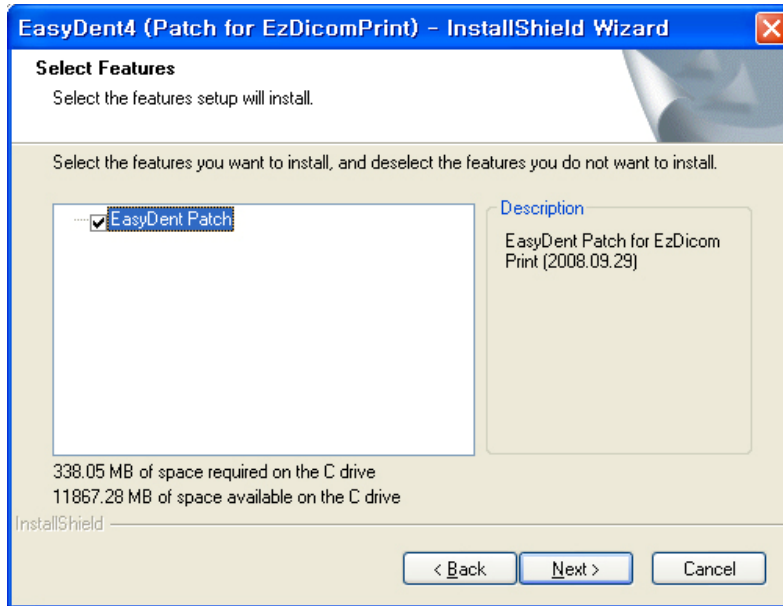 EasyDent4 (Patch for EzDicomPrint) - InstallShield Wizard
Select Features
Select the features setup will install.
Select the features you want to install, and deselect the features you do not want to install.
EasyDent Patch
Description
EasyDent Patch for EzDicom
Print (2008.09.29)
338.05 MB of space required on the C drive
11867.28 MB of space available on the C drive
InstallShield
< Back
Next >
Cancel